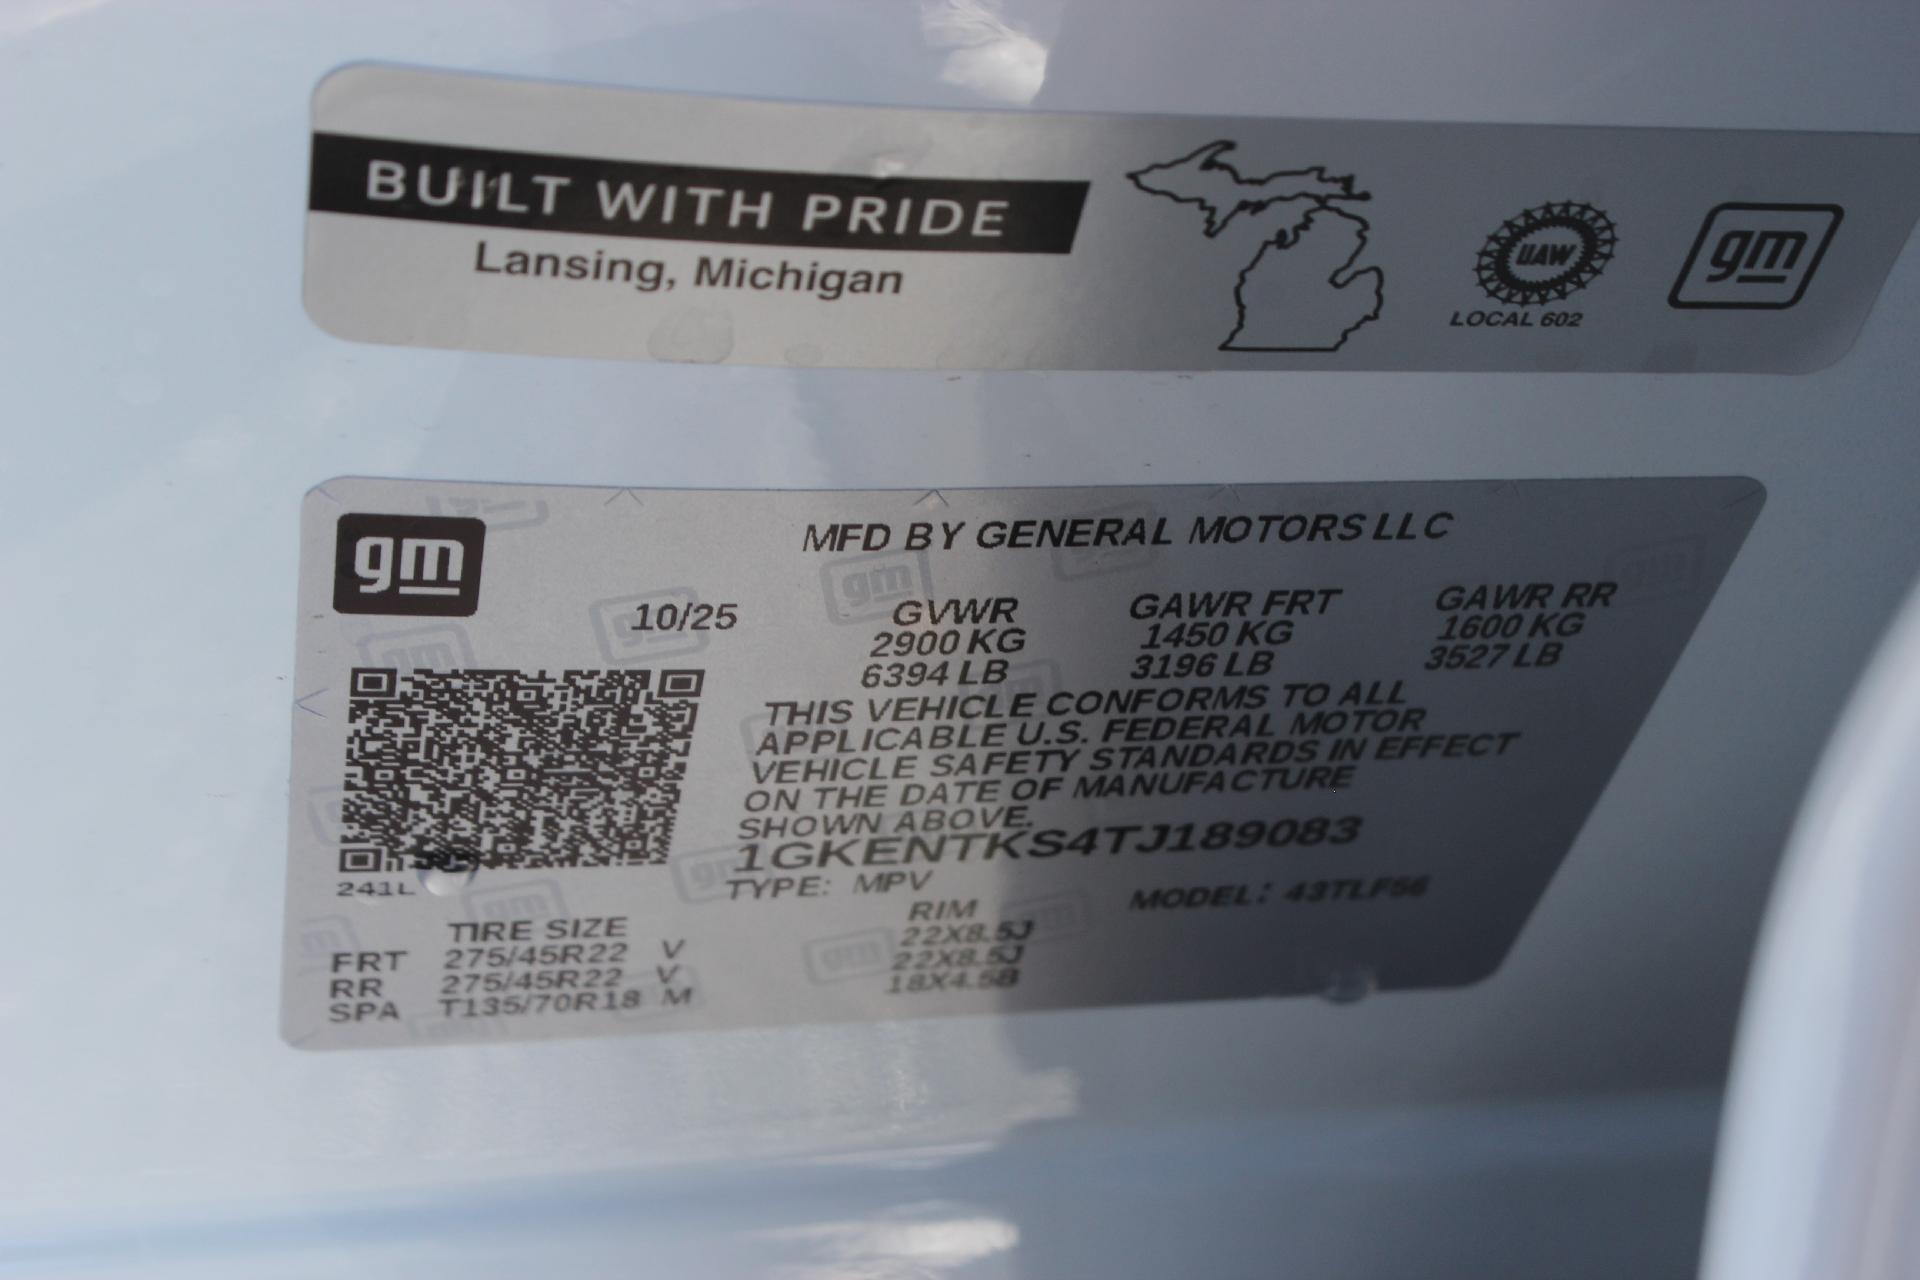 BUILT WITH PRIDE
Lansing, Michigan
UAW
LOCAL 602
gm
gm
MFD BY GENERAL MOTORS LLC
10/25
GVWR GAWR FRT GAWR RR
2900 KG 1450 KG 1600 KG
6394 LB 3196 LB 3527 LB
THIS VEHICLE CONFORMS TO ALL
APPLICABLE U.S. FEDERAL MOTOR
VEHICLE SAFETY STANDARDS IN EFFECT
ON THE DATE OF MANUFACTURE
SHOWN ABOVE.
1GKENTKS4TJ189083
241L
TYPE: MPV MODEL: 43TLF56
TIRE SIZE RIM
FRT 275/45R22 V 22X8.5J
RR 275/45R22 V 22X8.5J
SPA T135/70R18 M 18X4.5B